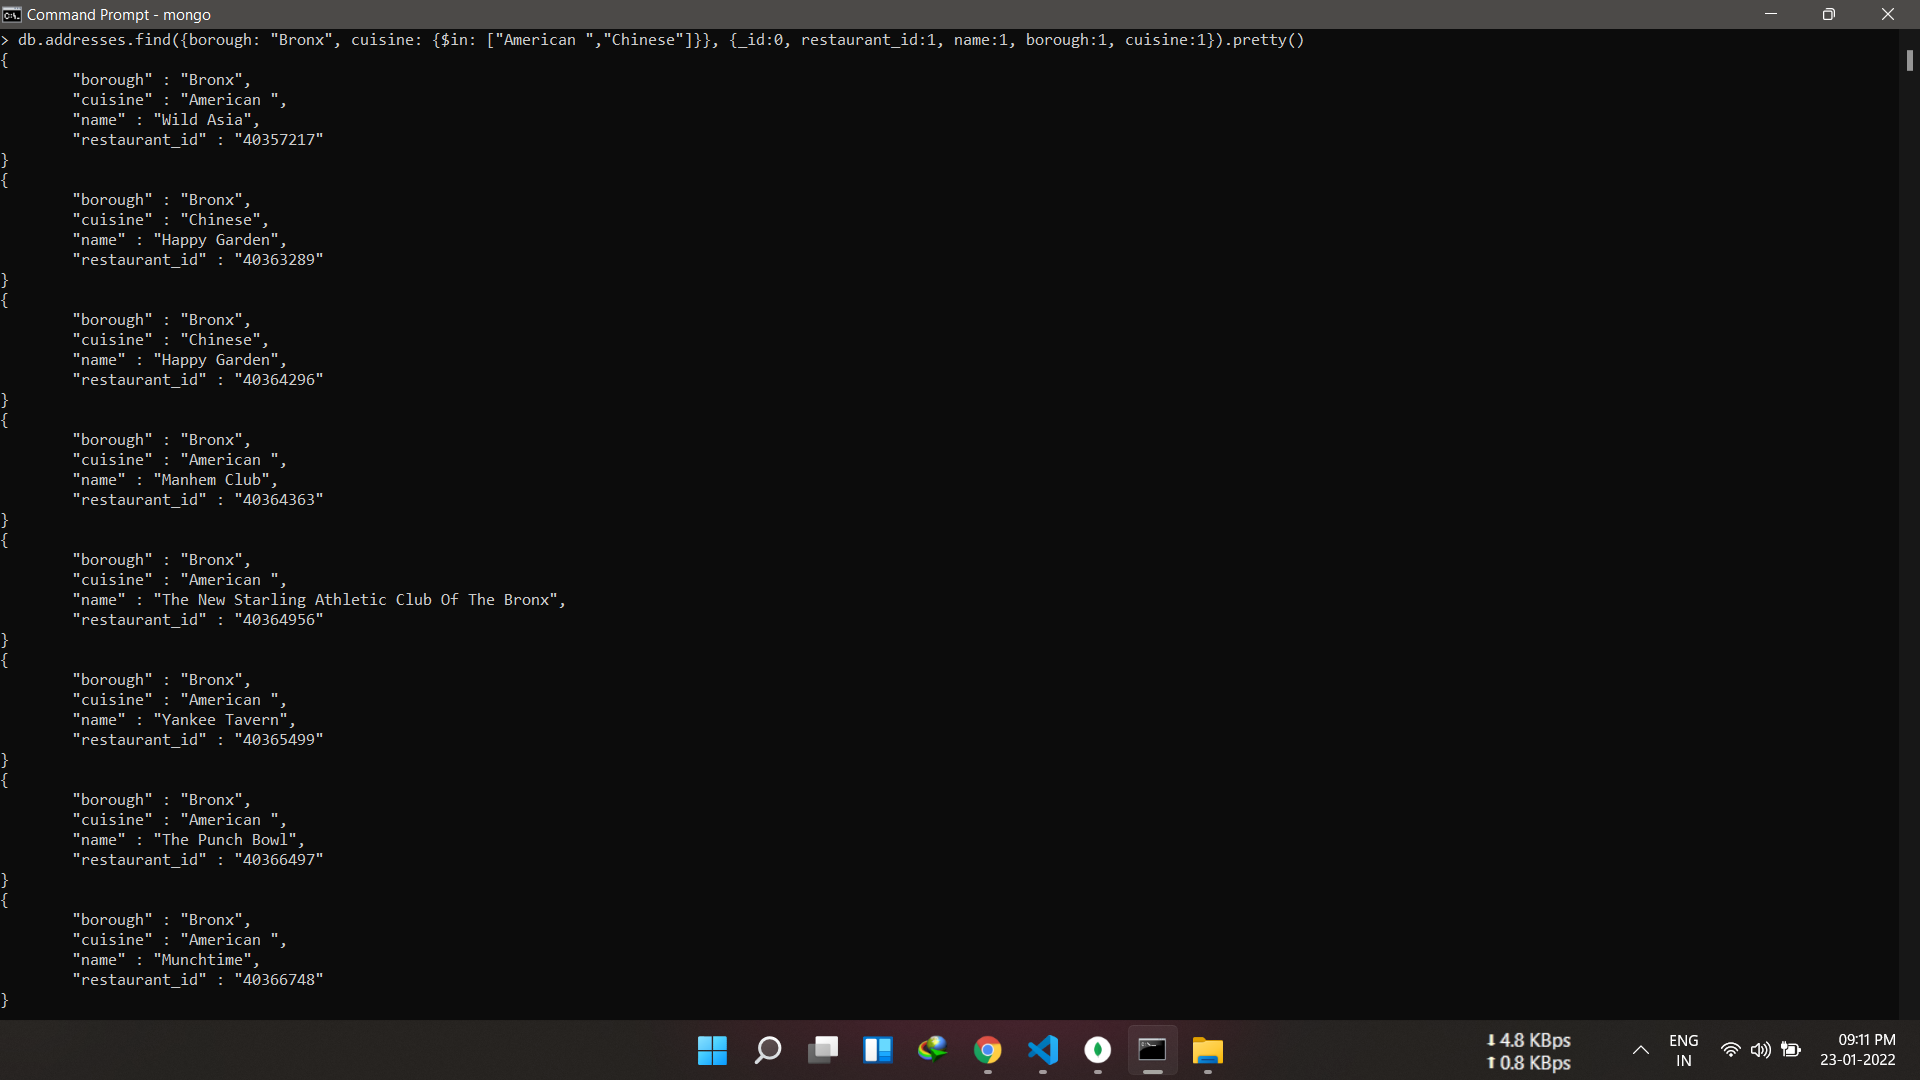 Command Prompt - mongo
> db.addresses.find({borough: "Bronx", cuisine: {$in: ["American ","Chinese"]}}, {_id:0, restaurant_id:1, name:1, borough:1, cuisine:1}).pretty()
{
"borough" : "Bronx",
"cuisine" : "American ",
"name" : "Wild Asia",
"restaurant_id" : "40357217"
}
{
"borough" : "Bronx",
"cuisine" : "Chinese",
"name" : "Happy Garden",
"restaurant_id" : "40363289"
}
{
"borough" : "Bronx",
"cuisine" : "Chinese",
"name" : "Happy Garden",
"restaurant_id" : "40364296"
}
{
"borough" : "Bronx",
"cuisine" : "American ",
"name" : "Manhem Club",
"restaurant_id" : "40364363"
}
{
"borough" : "Bronx",
"cuisine" : "American ",
"name" : "The New Starling Athletic Club Of The Bronx",
"restaurant_id" : "40364956"
}
{
"borough" : "Bronx",
"cuisine" : "American ",
"name" : "Yankee Tavern",
"restaurant_id" : "40365499"
}
{
"borough" : "Bronx",
"cuisine" : "American ",
"name" : "The Punch Bowl",
"restaurant_id" : "40366497"
}
{
"borough" : "Bronx",
"cuisine" : "American ",
"name" : "Munchtime",
"restaurant_id" : "40366748"
}
4.8 KBps
0.8 KBps
ENG
IN
09:11 PM
23-01-2022